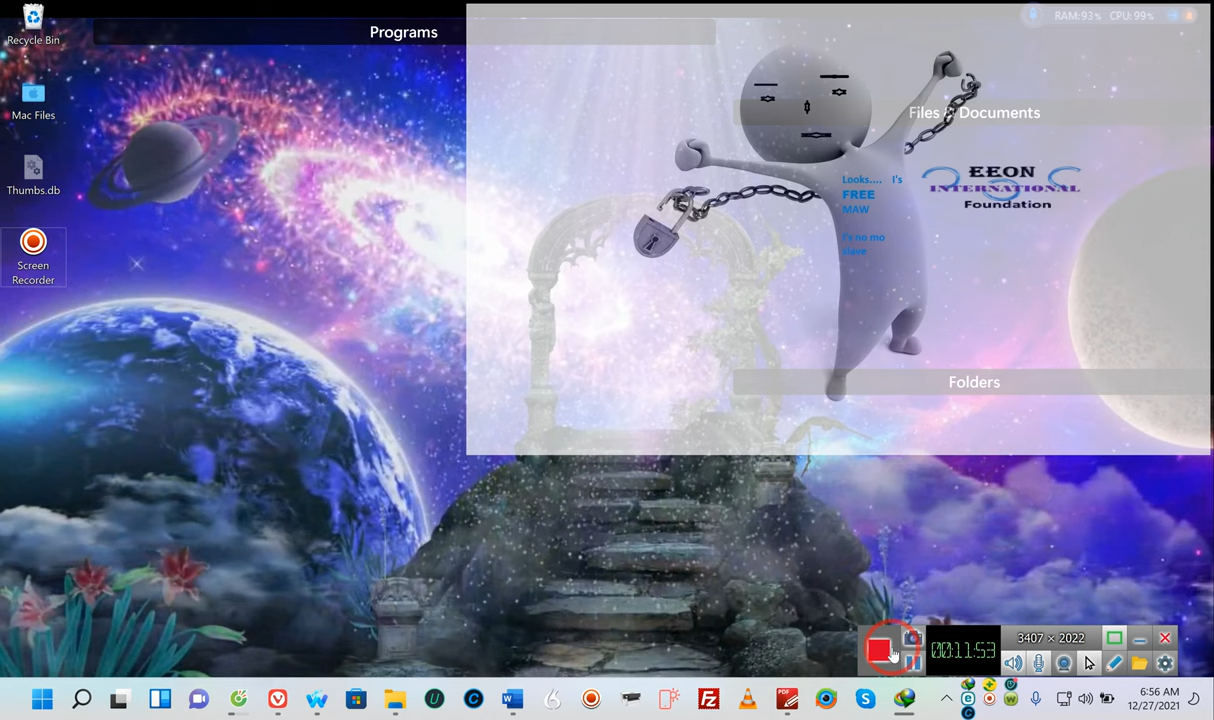 Recycle Bin
Programs
RAM:93% CPU: 99%
Mac Files
Files & Documents
Thumbs.db
EEON
INTERNATIONAL
Foundation
Looks.... I's
FREE
MAW
I's no mo
slave
Screen
Recorder
Folders
00:11:53
3407 × 2022
6:56 AM
12/27/2021